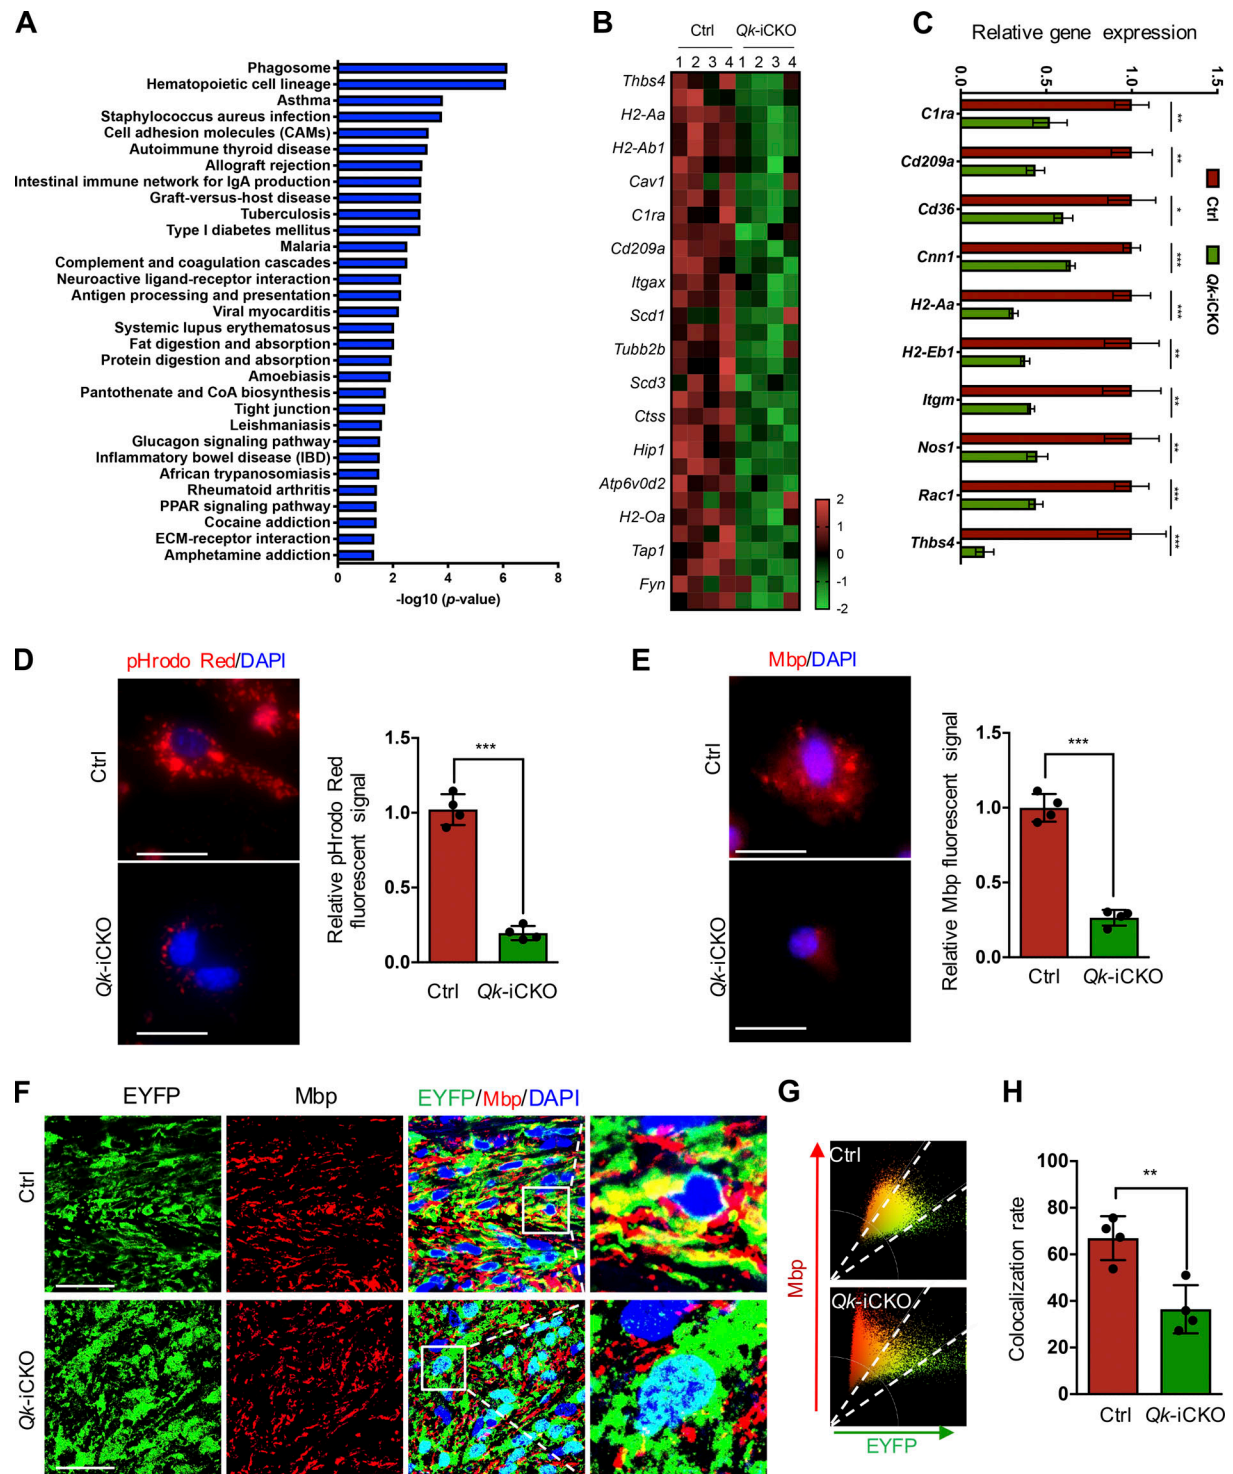 A
Phagosome
Hematopoietic cell lineage
Asthma
Staphylococcus aureus infection
Cell adhesion molecules (CAMs)
Autoimmune thyroid disease
Allograft rejection
Intestinal immune network for IgA production
Graft-versus-host disease
Tuberculosis
Type I diabetes mellitus
Malaria
Complement and coagulation cascades
Neuroactive ligand-receptor interaction
Antigen processing and presentation
Viral myocarditis
Systemic lupus erythematosus
Fat digestion and absorption
Protein digestion and absorption
Amoebiasis
Pantothenate and CoA biosynthesis
Tight junction
Leishmaniasis
Glucagon signaling pathway
Inflammatory bowel disease (IBD)
African trypanosomiasis
Rheumatoid arthritis
PPAR signaling pathway
Cocaine addiction
ECM-receptor interaction
Amphetamine addiction
0 2 4 6 8
-log10 (p-value)
B
Ctrl Qk-iCKO
1 2 3 4 1 2 3 4
Thbs4
H2-Aa
H2-Ab1
Cav1
C1ra
Cd209a
Itgax
Scd1
Tubb2b
Scd3
Ctss
Hip1
Atp6v0d2
H2-Oa
Tap1
Fyn
2
1
0
-1
-2
C
Relative gene expression
0.0 0.5 1.0 1.5
C1ra **
Cd209a **
Cd36 *
Cnn1 ***
H2-Aa ***
H2-Eb1 **
Itgm **
Nos1 **
Rac1 ***
Thbs4 ***
Ctrl
Qk-iCKO
D
pHrodo Red/DAPI
Ctrl
Qk-iCKO
Relative pHrodo Red
fluorescent signal
1.5
1.0
0.5
0.0
***
Ctrl Qk-iCKO
E
Mbp/DAPI
Ctrl
Qk-iCKO
Relative Mbp fluorescent signal
1.5
1.0
0.5
0.0
***
Ctrl Qk-iCKO
F
EYFP Mbp EYFP/Mbp/DAPI
Ctrl
Qk-iCKO
G
Mbp
Ctrl
Qk-iCKO
EYFP
H
Colocalization rate
100
80
60
40
20
0
**
Ctrl Qk-iCKO